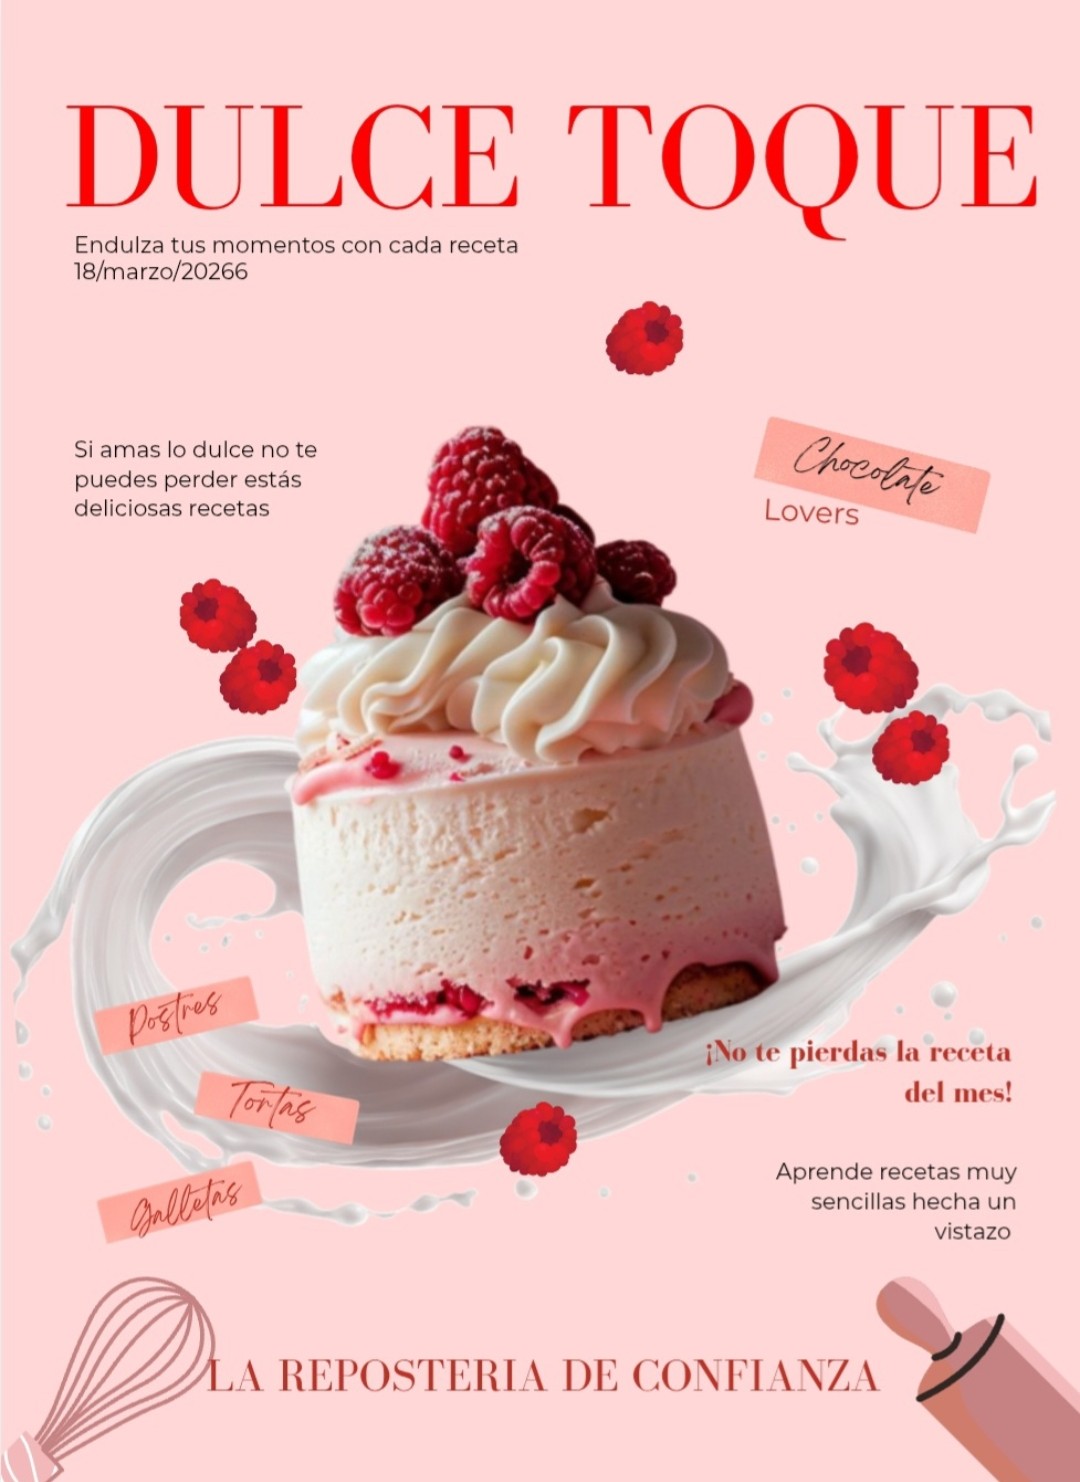 DULCE TOQUE
Endulza tus momentos con cada receta
18/marzo/20266
Si amas lo dulce no te
puedes perder estás
deliciosas recetas
Chocolate
Lovers
Postres
Tortas
Galletas
¡No te pierdas la receta
del mes!
Aprende recetas muy
sencillas hecha un
vistazo
LA REPOSTERIA DE CONFIANZA